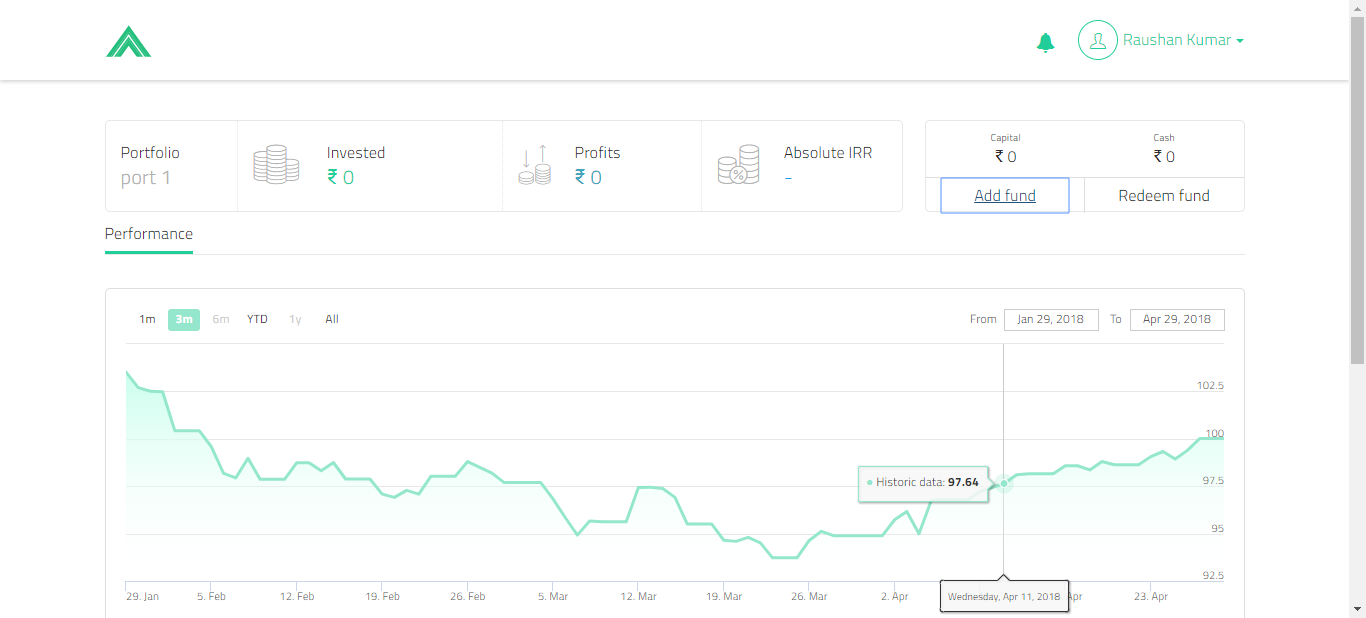 Raushan Kumar
Portfolio
port 1
Invested
₹ 0
Profits
₹ 0
Absolute IRR
-
Capital
₹ 0
Cash
₹ 0
Add fund
Redeem fund
Performance
1m 3m 6m YTD 1y All
From Jan 29, 2018 To Apr 29, 2018
102.5
100
97.5
95
92.5
Historic data: 97.64
29. Jan 5. Feb 12. Feb 19. Feb 26. Feb 5. Mar 12. Mar 19. Mar 26. Mar 2. Apr Apr 23. Apr
Wednesday, Apr 11, 2018